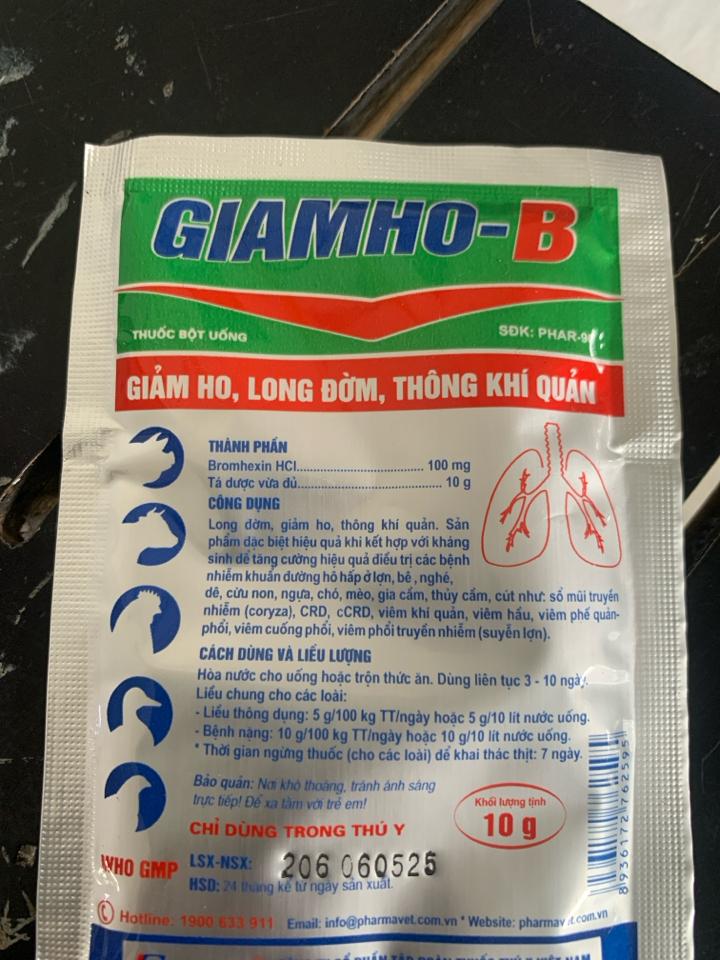 GIAMHO-B
THUỐC BỘT UỐNG
SĐK: PHAR-9
GIẢM HO, LONG ĐỜM, THÔNG KHÍ QUẢN
THÀNH PHẦN
Bromhexin HCl................................ 100 mg
Tá dược vừa đủ..................................... 10 g
CÔNG DỤNG
Long đờm, giảm ho, thông khí quản. Sản
phẩm đặc biệt hiệu quả khi kết hợp với kháng
sinh để tăng cường hiệu quả điều trị các bệnh
nhiễm khuẩn đường hô hấp ở lợn, bê, nghé,
dê, cừu non, ngựa, chó, mèo, gia cầm, thủy cầm, cút như: sổ mũi truyền
nhiễm (coryza), CRD, cCRD, viêm khí quản, viêm hầu, viêm phế quản-
phổi, viêm cuống phổi, viêm phổi truyền nhiễm (suyễn lợn).
CÁCH DÙNG VÀ LIỀU LƯỢNG
Hòa nước cho uống hoặc trộn thức ăn. Dùng liên tục 3 - 10 ngày.
Liều chung cho các loài:
- Liều thông dụng: 5 g/100 kg TT/ngày hoặc 5 g/10 lít nước uống.
- Bệnh nặng: 10 g/100 kg TT/ngày hoặc 10 g/10 lít nước uống.
* Thời gian ngừng thuốc (cho các loài) để khai thác thịt: 7 ngày.
Bảo quản: Nơi khô thoáng, tránh ánh sáng
trực tiếp! Để xa tầm với trẻ em!
CHỈ DÙNG TRONG THÚ Y
Khối lượng tịnh
10 g
8936172762595
WHO GMP
LSX-NSX: 206 060525
HSD: 24 tháng kể từ ngày sản xuất.
Hotline: 1900 633 911 Email: info@pharmavet.com.vn * Website: pharmavet.com.vn